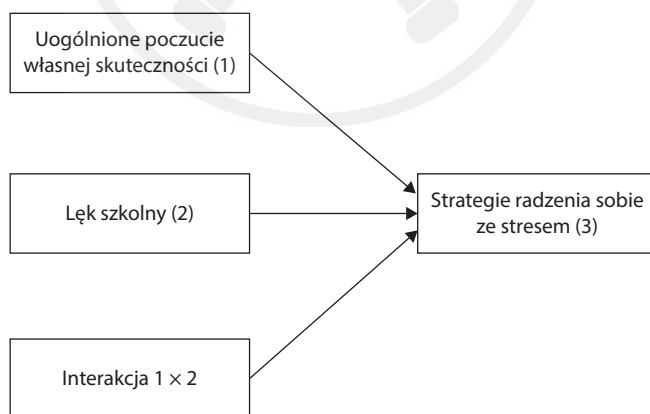 Uogólnione poczucie
własnej skuteczności (1)
Lęk szkolny (2)
Strategie radzenia sobie
ze stresem (3)
Interakcja 1 × 2